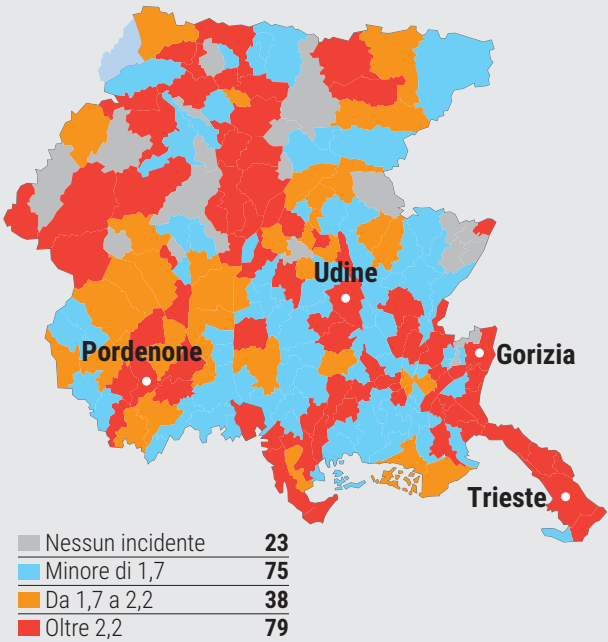 Udine
Pordenone
Gorizia
Trieste
Nessun incidente 23
Minore di 1,7 75
Da 1,7 a 2,2 38
Oltre 2,2 79